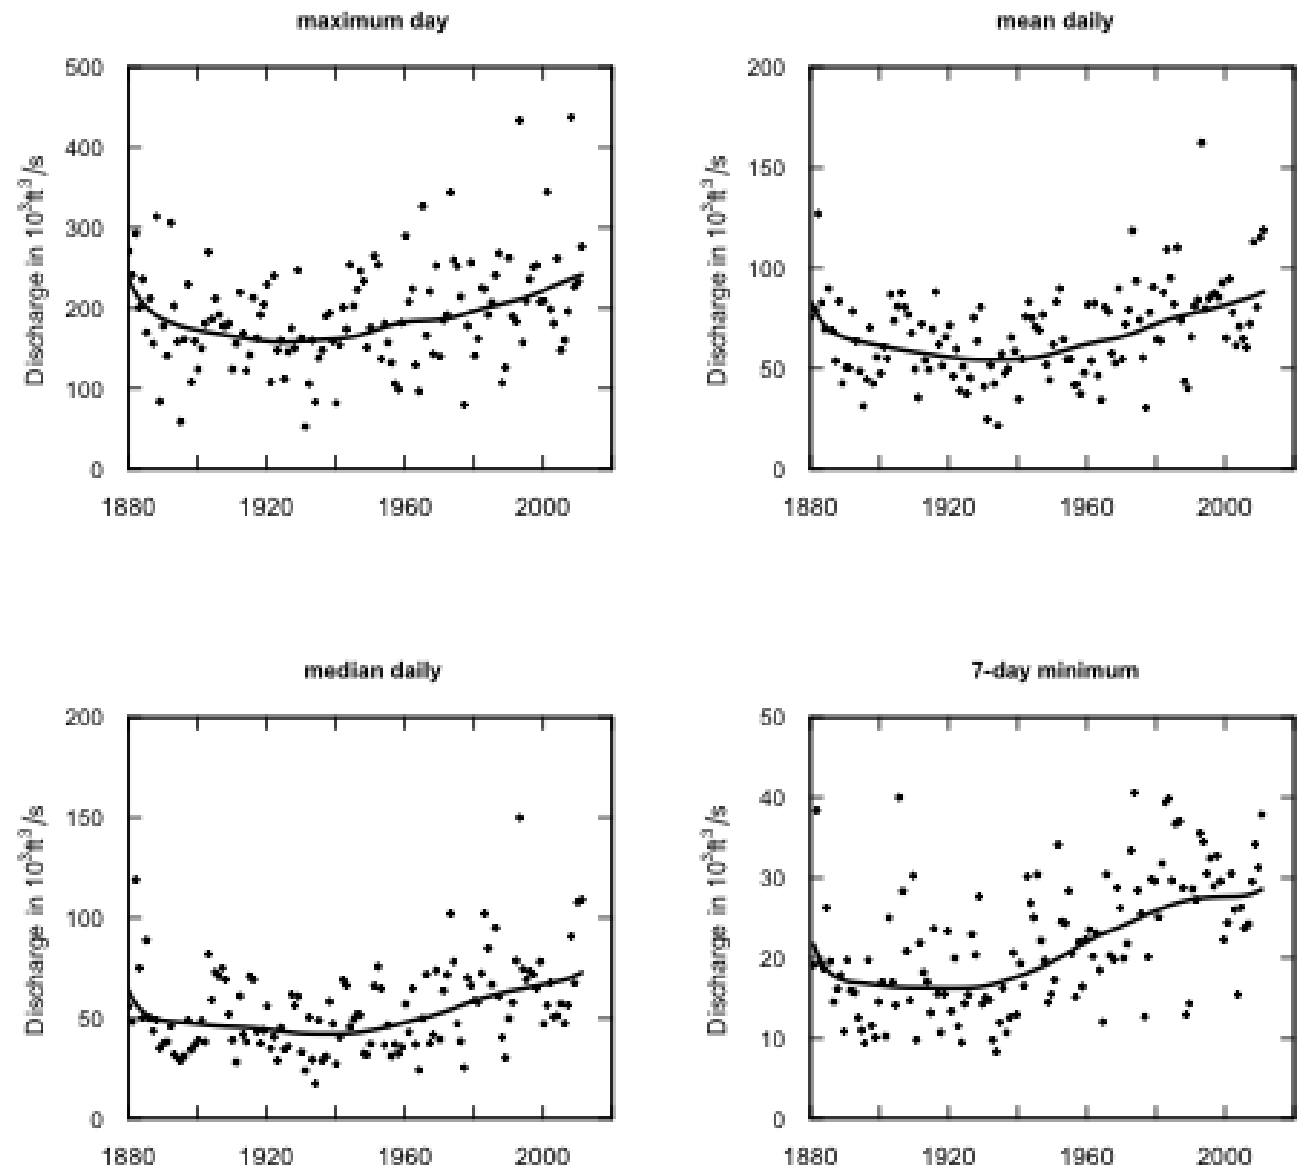 maximum day
500
400
300
200
100
0
Discharge in 10³ft³/s
1880 1920 1960 2000
mean daily
200
150
100
50
0
Discharge in 10³ft³/s
1880 1920 1960 2000
median daily
200
150
100
50
0
Discharge in 10³ft³/s
1880 1920 1960 2000
7-day minimum
50
40
30
20
10
0
Discharge in 10³ft³/s
1880 1920 1960 2000